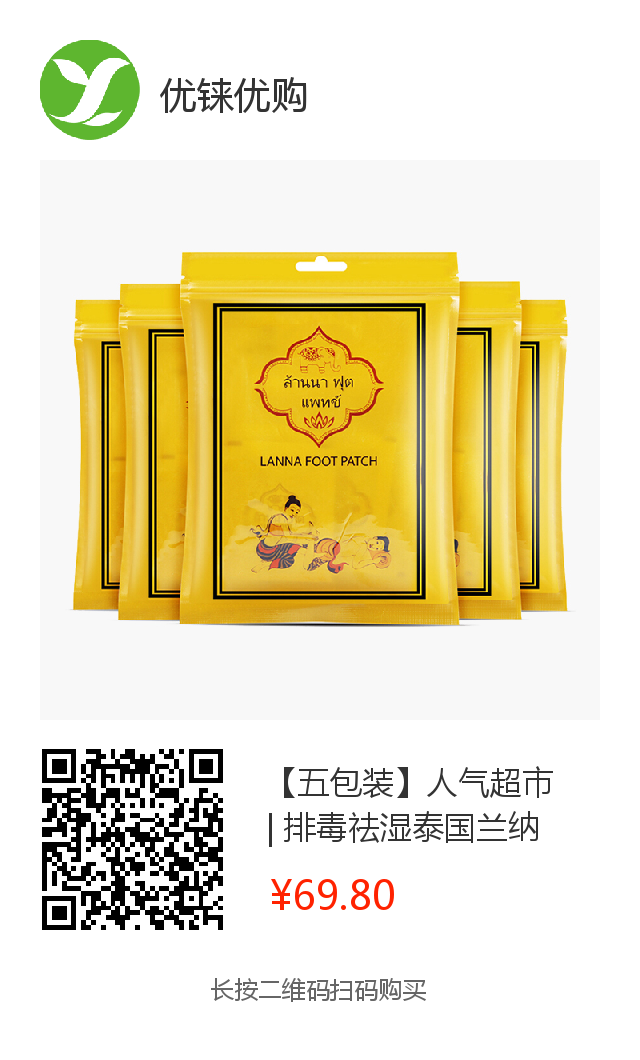 优铼优购
ล้านนา ฟุต
แพทย์
LANNA FOOT PATCH
【五包装】人气超市
| 排毒祛湿泰国兰纳
¥69.80
长按二维码扫码购买